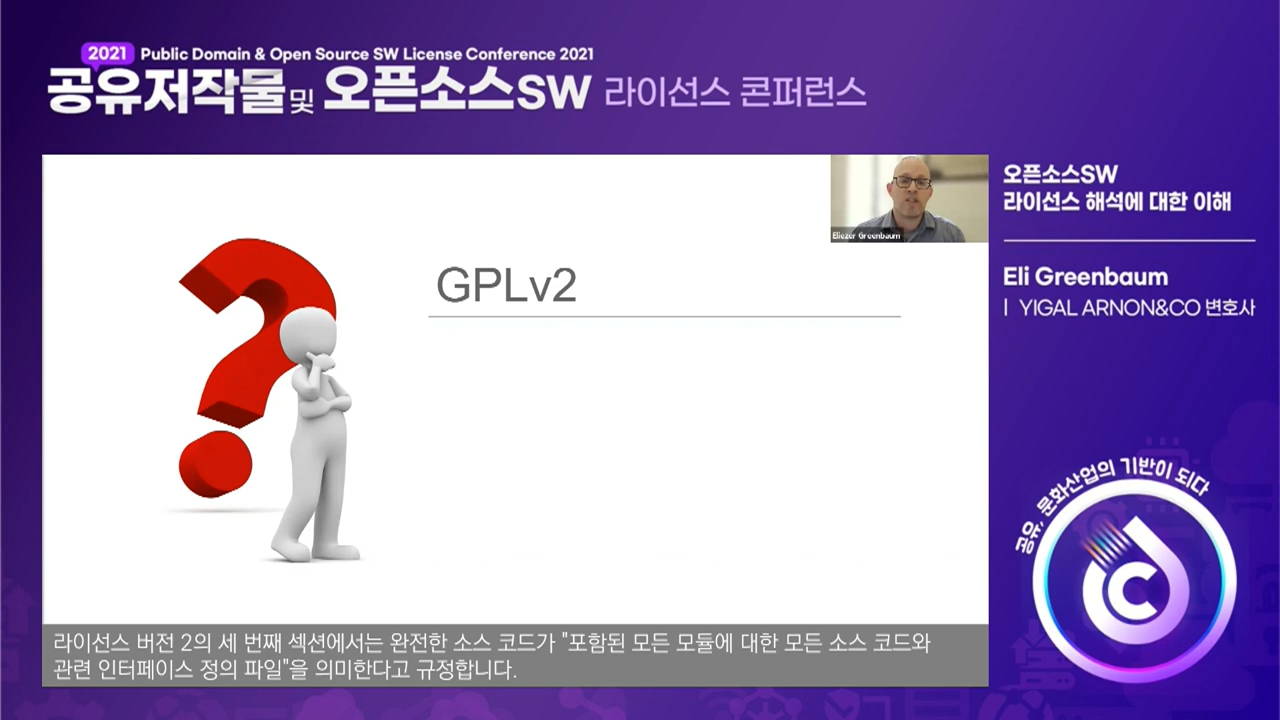 2021 Public Domain & Open Source SW License Conference 2021
공유저작물 및 오픈소스SW 라이선스 콘퍼런스
Eliezer Greenbaum
GPLv2
오픈소스SW
라이선스 해석에 대한 이해
Eli Greenbaum
| YIGAL ARNON&CO 변호사
공유, 문화산업의 기반이 되다
라이선스 버전 2의 세 번째 섹션에서는 완전한 소스 코드가 "포함된 모든 모듈에 대한 모든 소스 코드와
관련 인터페이스 정의 파일"을 의미한다고 규정합니다.